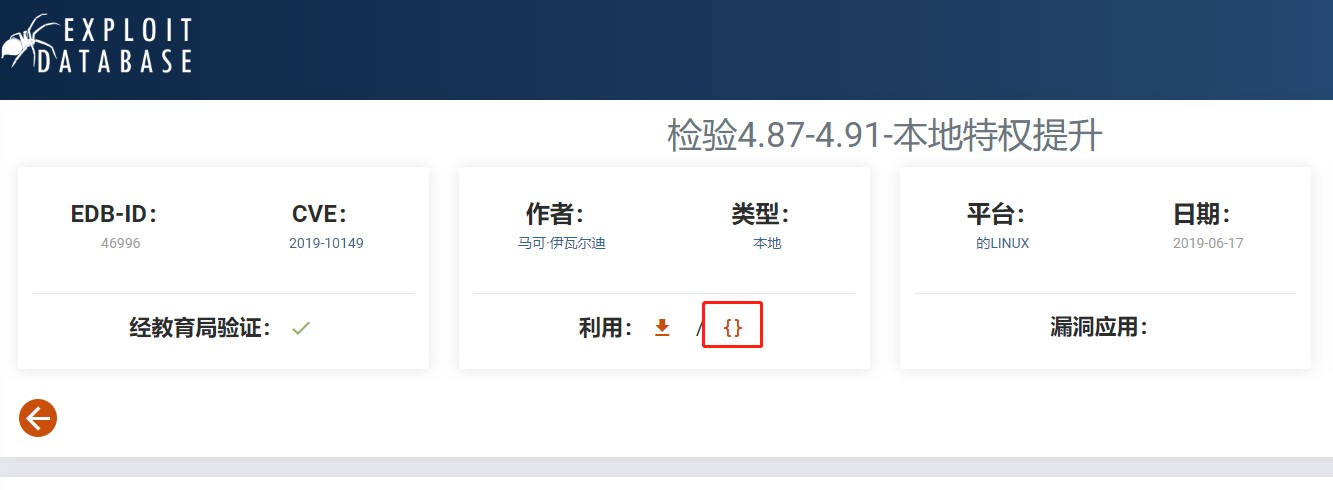 EXPLOIT
DATABASE
检验4.87-4.91-本地特权提升
EDB-ID：
46996
CVE：
2019-10149
作者：
马可·伊瓦尔迪
类型：
本地
平台：
的LINUX
日期：
2019-06-17
经教育局验证：
利用： / {}
漏洞应用：